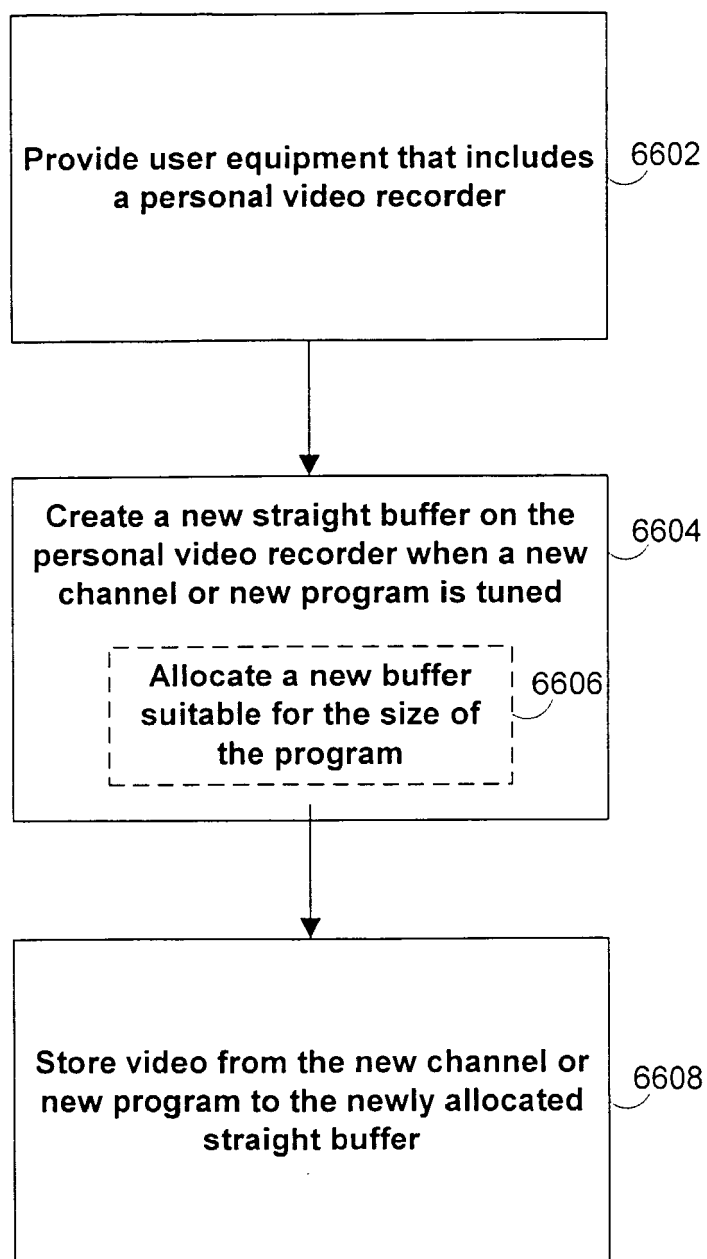 Provide user equipment that includes
a personal video recorder
6602
Create a new straight buffer on the
personal video recorder when a new
channel or new program is tuned
6604
Allocate a new buffer
suitable for the size of
the program
6606
Store video from the new channel or
new program to the newly allocated
straight buffer
6608